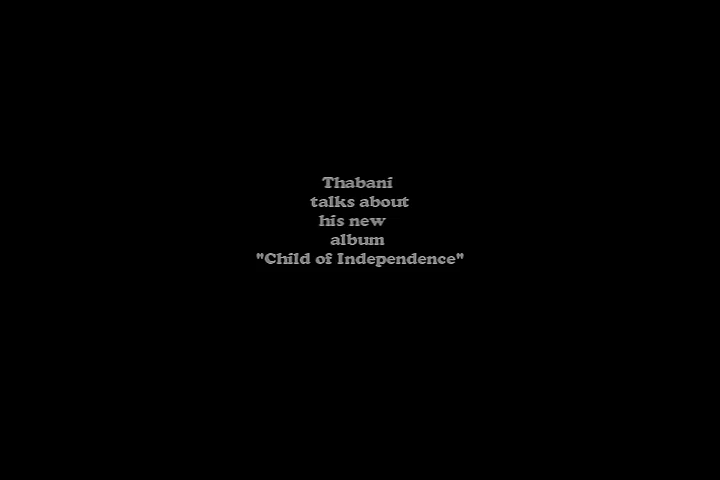 Thabani
talks about
his new
album
"Child of Independence"